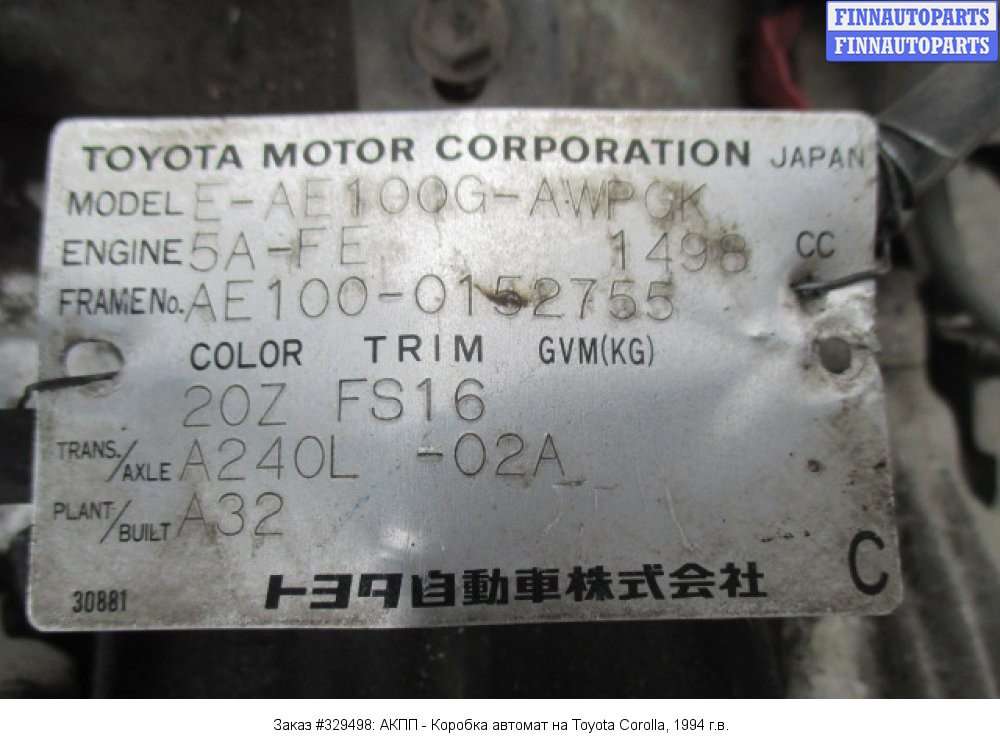 FINNAUTOPARTS
FINNAUTOPARTS
TOYOTA MOTOR CORPORATION JAPAN
MODEL E-AE100G-AWPGK
ENGINE 5A-FE 1498 CC
FRAME No. AE100-0152755
COLOR TRIM GVM(KG)
20Z FS16
TRANS./AXLE A240L -02A
PLANT/BUILT A32
C
30881 トヨタ自動車株式会社
Заказ #329498: АКПП - Коробка автомат на Toyota Corolla, 1994 г.в.